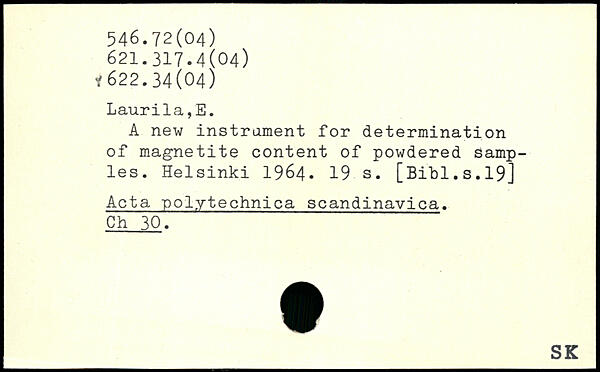 546.72(04)
621.317.4(04)
622.34(04)
Laurila,E.
A new instrument for determination
of magnetite content of powdered samp-
les. Helsinki 1964. 19 s. [Bibl.s.19]
Acta polytechnica scandinavica.
Ch 30.
SK